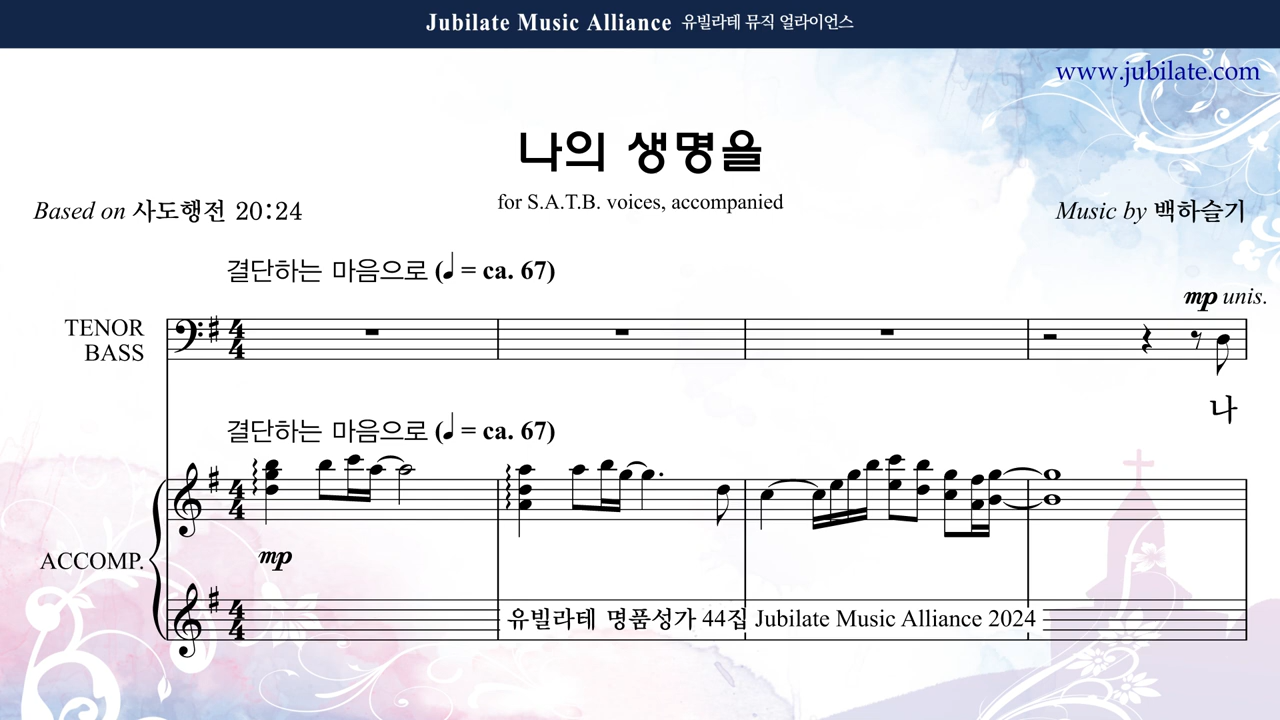 Jubilate Music Alliance 유빌라테 뮤직 얼라이언스
www.jubilate.com
나의 생명을
for S.A.T.B. voices, accompanied
Based on 사도행전 20:24
Music by 백하슬기
결단하는 마음으로 (♩ = ca. 67)
mp unis.
TENOR
BASS
나
결단하는 마음으로 (♩ = ca. 67)
mp
ACCOMP.
유빌라테 명품성가 44집 Jubilate Music Alliance 2024